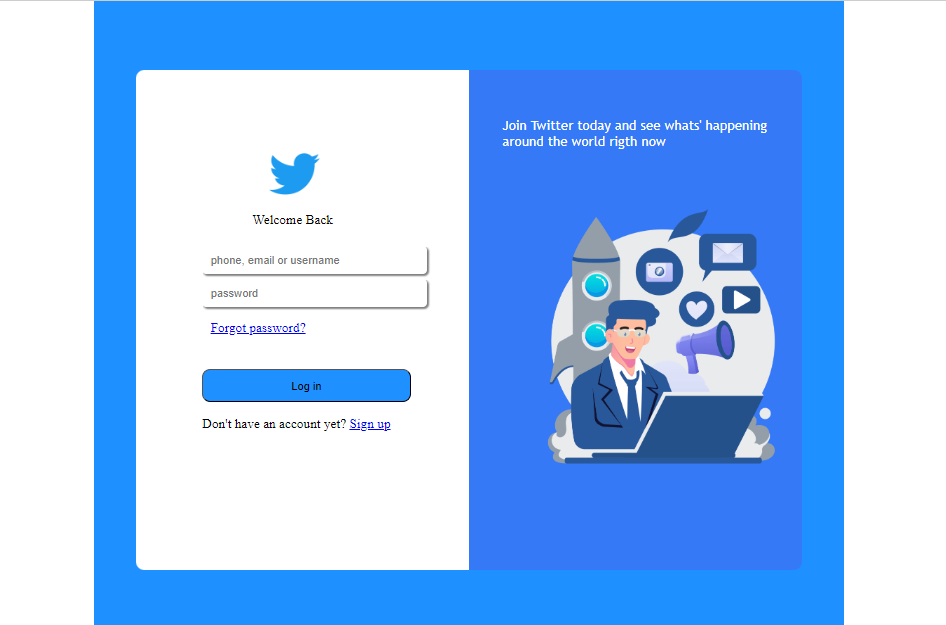 Welcome Back
phone, email or username
password
Forgot password?
Log in
Don't have an account yet? Sign up
Join Twitter today and see whats' happening
around the world rigth now